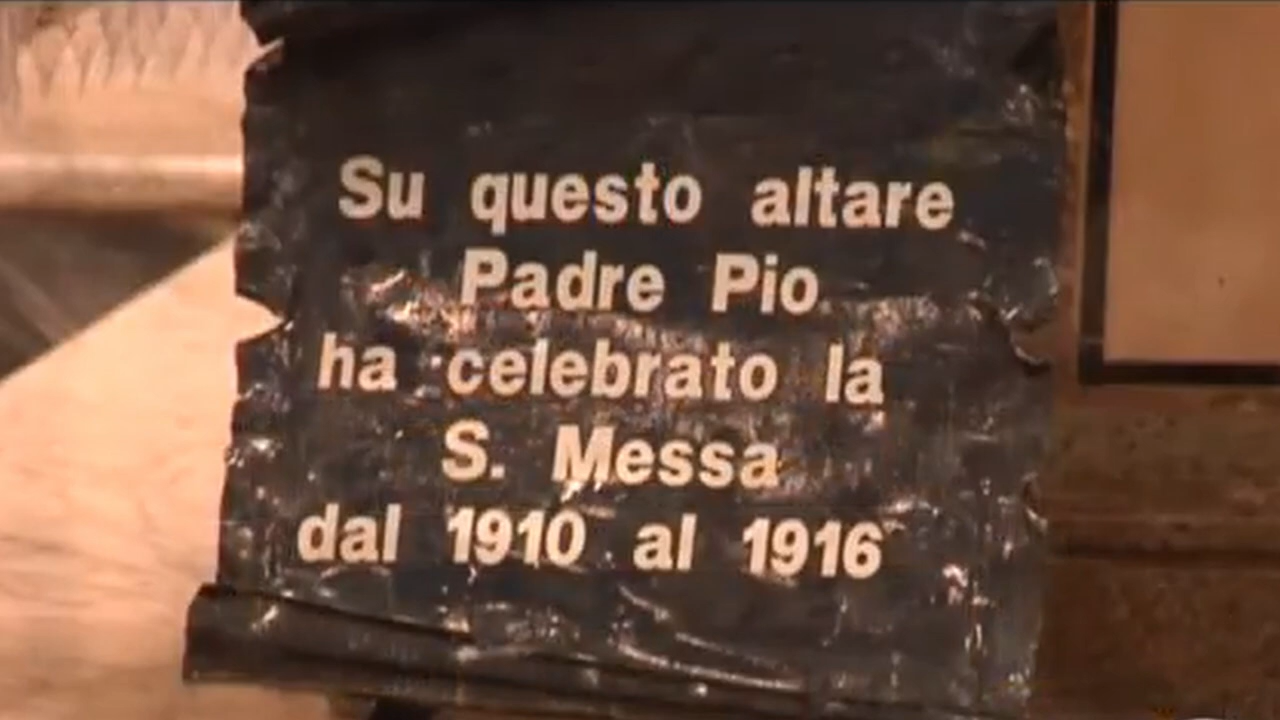 Su questo altare
Padre Pio
ha celebrato la
S. Messa
dal 1910 al 1916